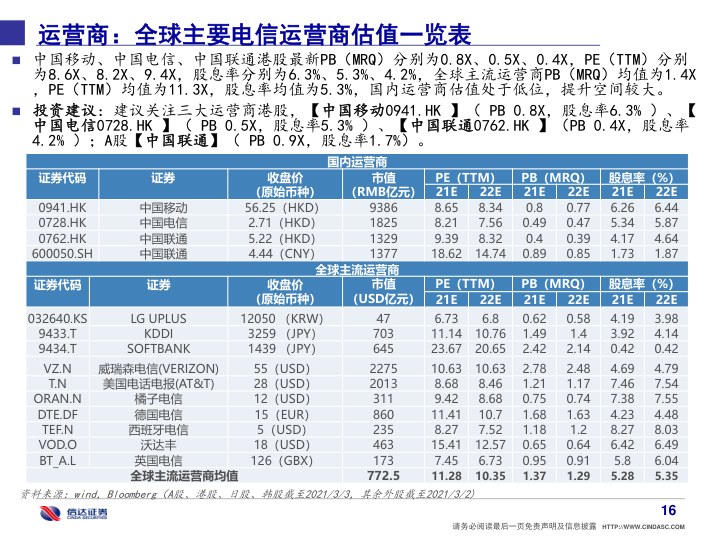 运营商：全球主要电信运营商估值一览表
■ 中国移动、中国电信、中国联通港股最新PB（MRQ）分别为0.8X、0.5X、0.4X，PE（TTM）分别
为8.6X、8.2X、9.4X，股息率分别为6.3%、5.3%、4.2%，全球主流运营商PB（MRQ）均值为1.4X
，PE（TTM）均值为11.3X，股息率均值为5.3%，国内运营商估值处于低位，提升空间较大。
■ 投资建议：建议关注三大运营商港股，【中国移动0941.HK 】（ PB 0.8X，股息率6.3% ）、【
中国电信0728.HK 】（ PB 0.5X，股息率5.3% ）、【中国联通0762.HK 】（PB 0.4X，股息率
4.2% ）；A股【中国联通】（ PB 0.9X，股息率1.7%）。
国内运营商
证券代码 证券 收盘价 市值 PE（TTM） PB（MRQ） 股息率（%）
(原始币种) (RMB亿元) 21E 22E 21E 22E 21E 22E
0941.HK 中国移动 56.25（HKD） 9386 8.65 8.34 0.8 0.77 6.26 6.44
0728.HK 中国电信 2.71（HKD） 1825 8.21 7.56 0.49 0.47 5.34 5.87
0762.HK 中国联通 5.22（HKD） 1329 9.39 8.32 0.4 0.39 4.17 4.64
600050.SH 中国联通 4.44（CNY） 1377 18.62 14.74 0.89 0.85 1.73 1.87
全球主流运营商
证券代码 证券 收盘价 市值 PE（TTM） PB（MRQ） 股息率（%）
(原始币种) (USD亿元) 21E 22E 21E 22E 21E 22E
032640.KS LG UPLUS 12050 （KRW） 47 6.73 6.8 0.62 0.58 4.19 3.98
9433.T KDDI 3259 （JPY） 703 11.14 10.76 1.49 1.4 3.92 4.14
9434.T SOFTBANK 1439 （JPY） 645 23.67 20.65 2.42 2.14 0.42 0.42
VZ.N 威瑞森电信(VERIZON) 55（USD） 2275 10.63 10.63 2.78 2.48 4.69 4.79
T.N 美国电话电报(AT&T) 28（USD） 2013 8.68 8.46 1.21 1.17 7.46 7.54
ORAN.N 橘子电信 12（USD） 311 9.42 8.68 0.75 0.74 7.38 7.55
DTE.DF 德国电信 15（EUR） 860 11.41 10.7 1.68 1.63 4.23 4.48
TEF.N 西班牙电信 5（USD） 235 8.27 7.52 1.18 1.2 8.27 8.03
VOD.O 沃达丰 18（USD） 463 15.41 12.57 0.65 0.64 6.42 6.49
BT_A.L 英国电信 126（GBX） 173 7.45 6.73 0.95 0.91 5.8 6.04
全球主流运营商均值 772.5 11.28 10.35 1.37 1.29 5.28 5.35
资料来源：wind，Bloomberg（A股、港股、日股、韩股截至2021/3/3，其余外股截至2021/3/2）
信达证券
CINDA SECURITIES
16
请务必阅读最后一页免责声明及信息披露 HTTP://WWW.CINDASC.COM